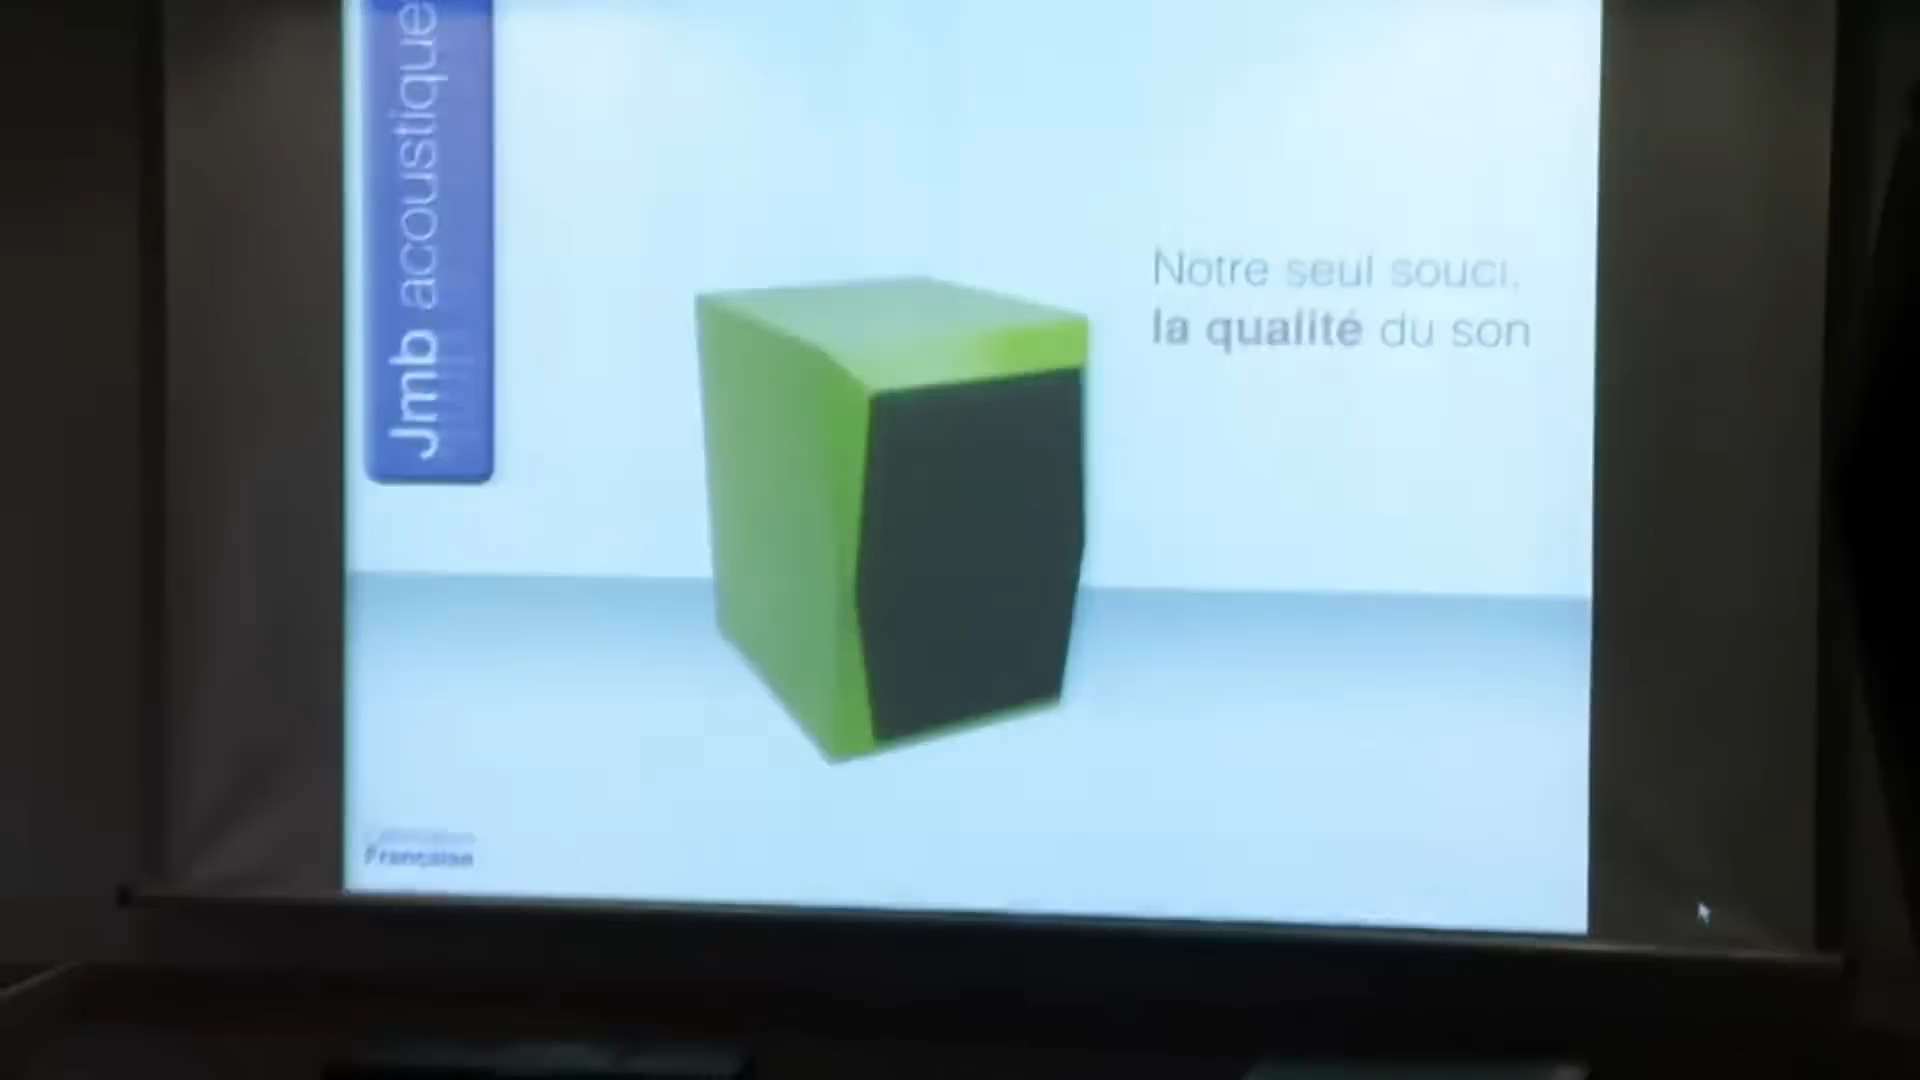 Jmb acoustique
Notre seul souci,
la qualité du son
Française